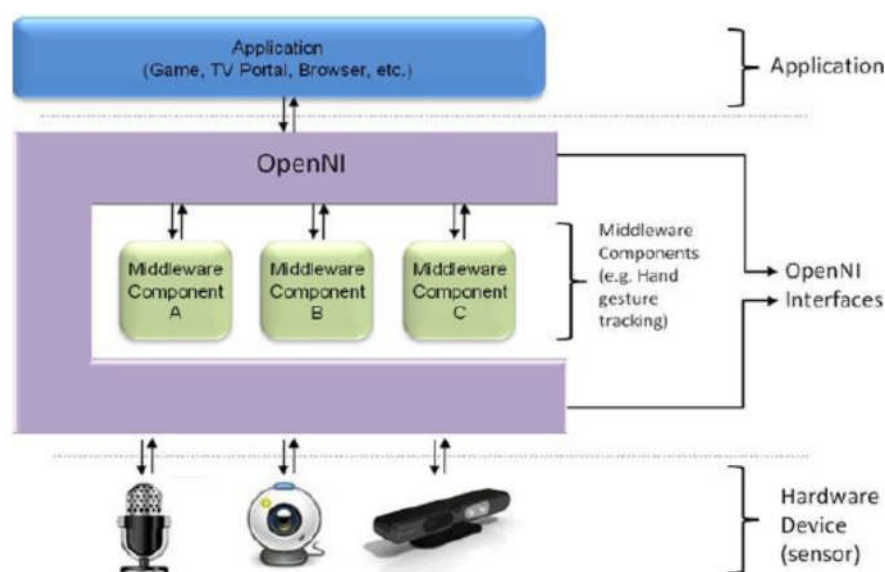 Application
(Game, TV Portal, Browser, etc.)
Application
OpenNI
Middleware
Component
A
Middleware
Component
B
Middleware
Component
C
Middleware
Components
(e.g. Hand
gesture
tracking)
OpenNI
Interfaces
Hardware
Device
(sensor)